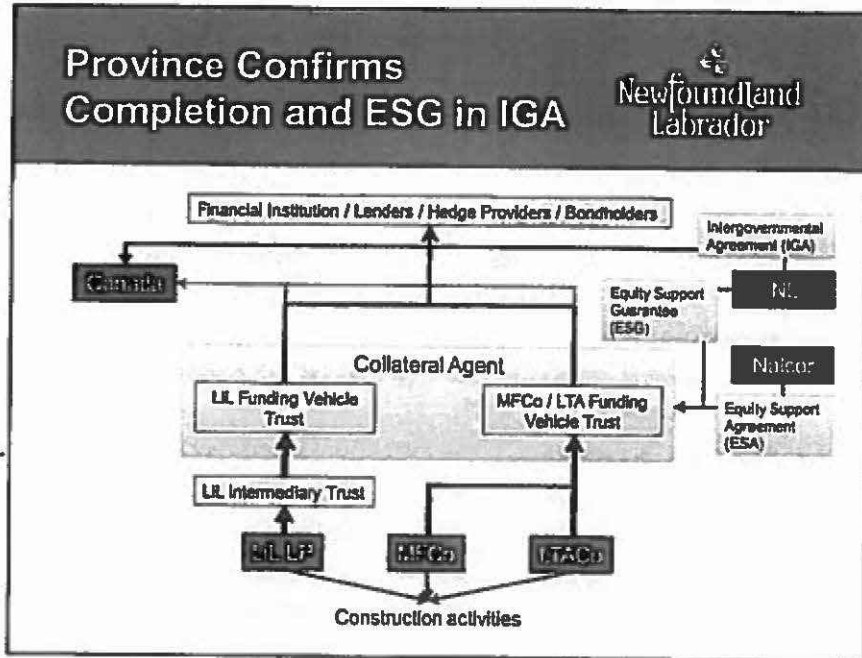 Province Confirms
Completion and ESG in IGA
Newfoundland
Labrador
Financial Institution / Lenders / Hedge Providers / Bondholders
Intergovernmental
Agreement (IGA)
Canada
NL
Equity Support
Guarantee
(ESG)
Nalcor
Collateral Agent
LIL Funding Vehicle
Trust
MFCo / LTA Funding
Vehicle Trust
Equity Support
Agreement
(ESA)
LIL Intermediary Trust
LIL LP
MFCo
LTACo
Construction activities